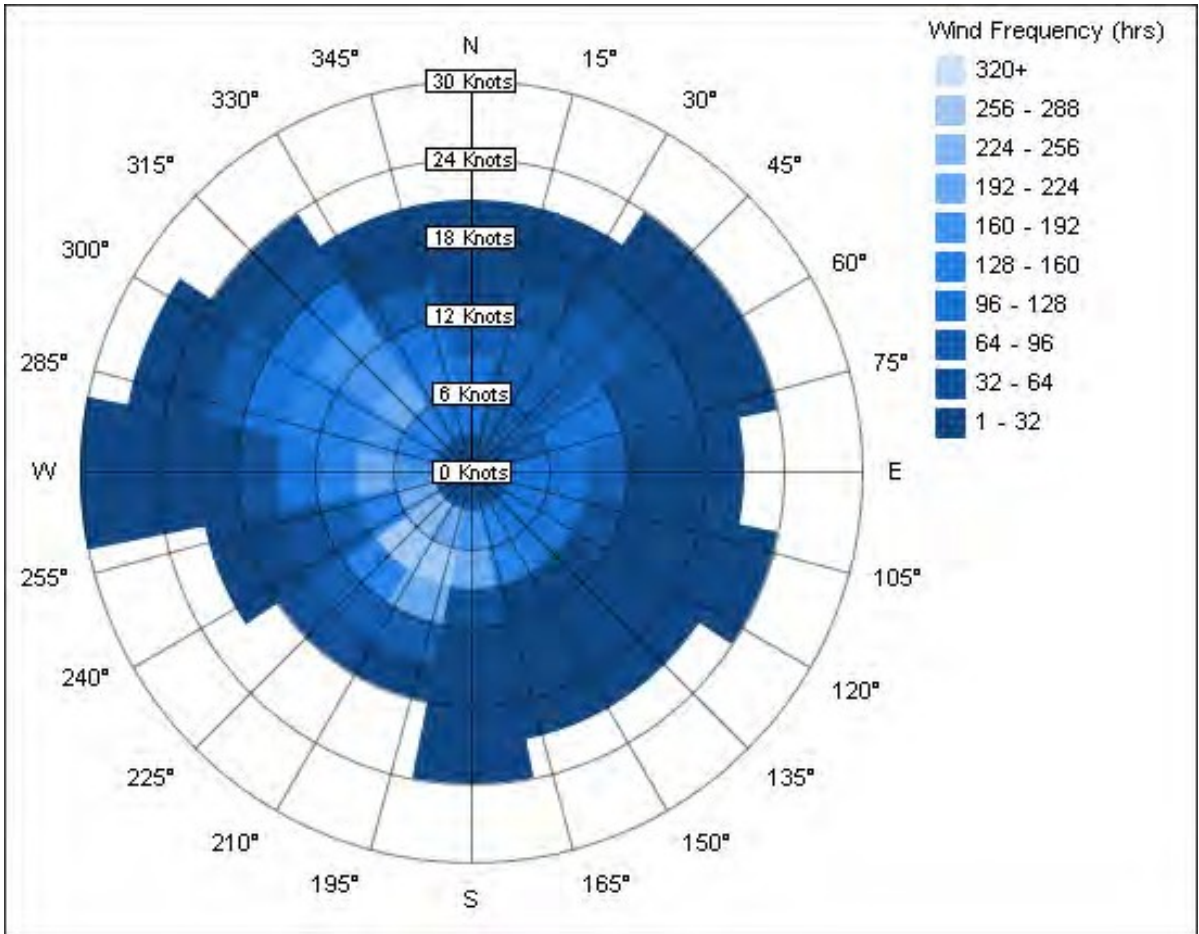 Wind Frequency (hrs)
320+
256 - 288
224 - 256
192 - 224
160 - 192
128 - 160
96 - 128
64 - 96
32 - 64
1 - 32
N
15°
30°
45°
60°
75°
E
105°
120°
135°
150°
165°
S
195°
210°
225°
240°
255°
W
285°
300°
315°
330°
345°
30 Knots
24 Knots
18 Knots
12 Knots
6 Knots
0 Knots